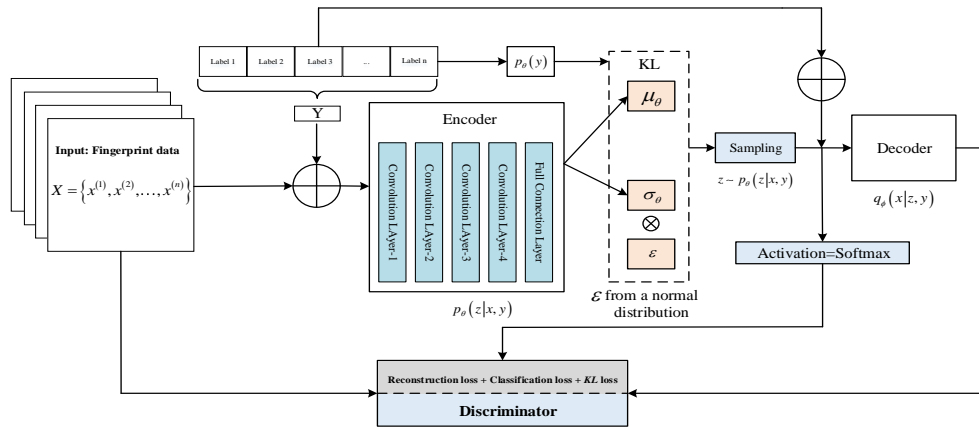 Label 1 Label 2 Label 3 ... Label n
p_θ(y)
KL
Y
μ_θ
Input: Fingerprint data
X = {x^(1), x^(2), ..., x^(n)}
Encoder
Convolution LAyer-1
Convolution LAyer-2
Convolution LAyer-3
Convolution LAyer-4
Full Connection Layer
p_θ(z|x, y)
σ_θ
⊗
ε
ε from a normal
distribution
Sampling
z ~ p_θ(z|x, y)
Decoder
q_ϕ(x|z, y)
Activation=Softmax
Reconstruction loss + Classification loss + KL loss
Discriminator